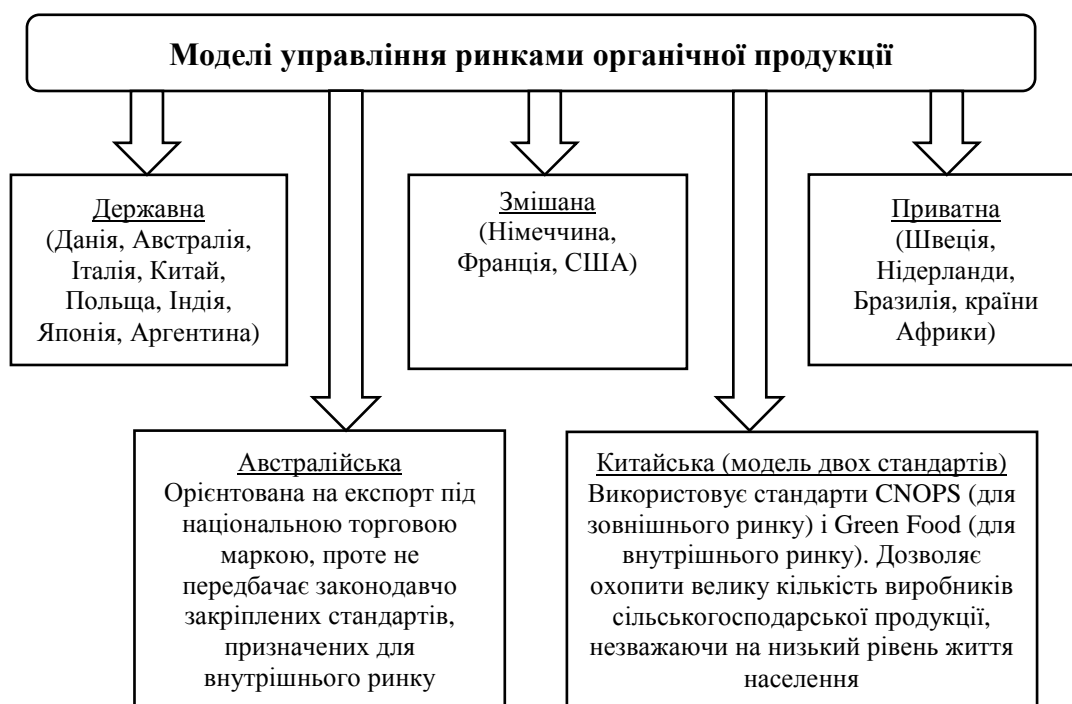 Моделі управління ринками органічної продукції
Державна
(Данія, Австралія,
Італія, Китай,
Польща, Індія,
Японія, Аргентина)
Змішана
(Німеччина,
Франція, США)
Приватна
(Швеція,
Нідерланди,
Бразилія, країни
Африки)
Австралійська
Орієнтована на експорт під
національною торговою
маркою, проте не
передбачає законодавчо
закріплених стандартів,
призначених для
внутрішнього ринку
Китайська (модель двох стандартів)
Використовує стандарти CNOPS (для
зовнішнього ринку) і Green Food (для
внутрішнього ринку). Дозволяє
охопити велику кількість виробників
сільськогосподарської продукції,
незважаючи на низький рівень життя
населення